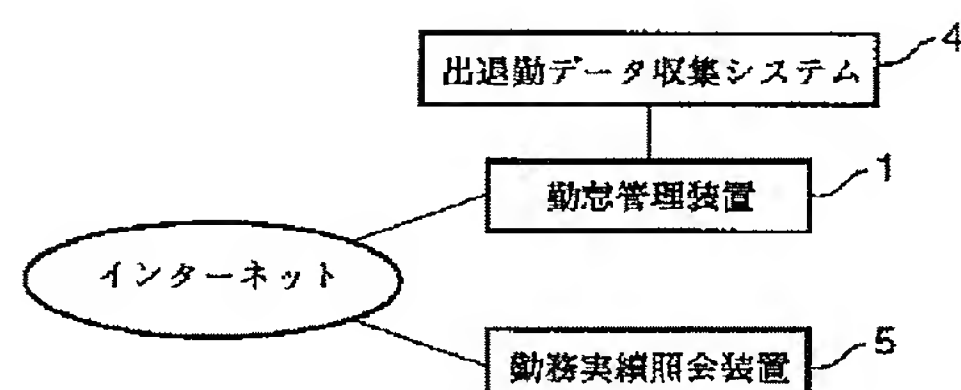 出退勤データ収集システム
4
勤怠管理装置
1
インターネット
勤務実績照会装置
5